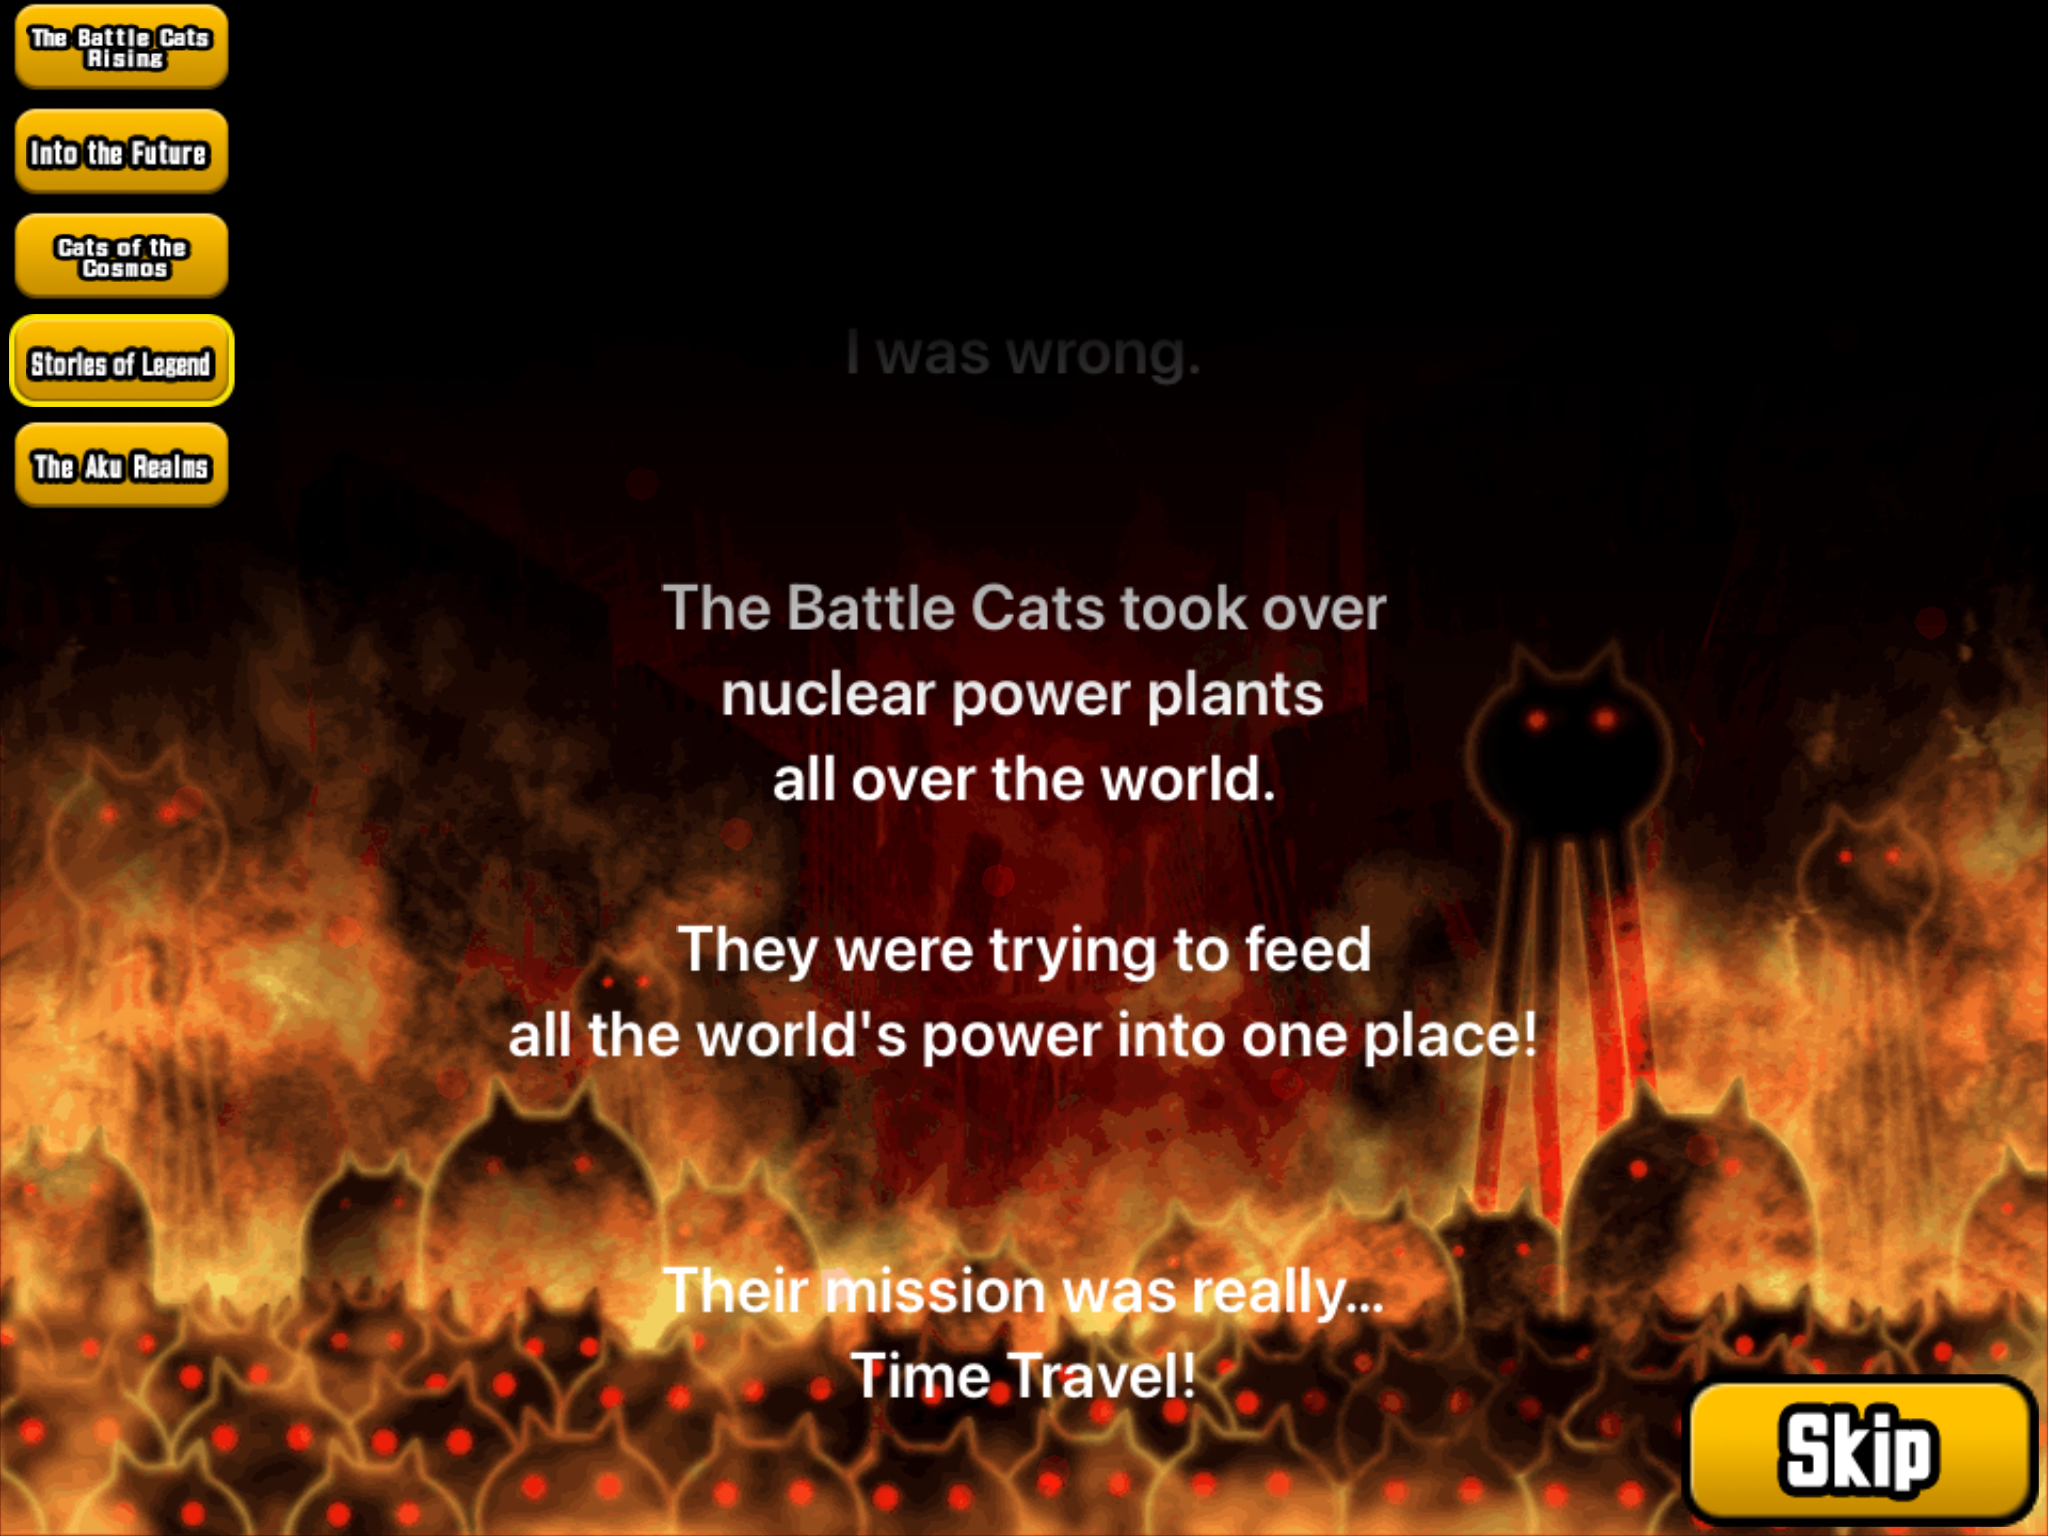 The Battle Cats
Rising
Into the Future
Cats of the
Cosmos
Stories of Legend
The Aku Realms
I was wrong.
The Battle Cats took over
nuclear power plants
all over the world.
They were trying to feed
all the world's power into one place!
Their mission was really...
Time Travel!
Skip